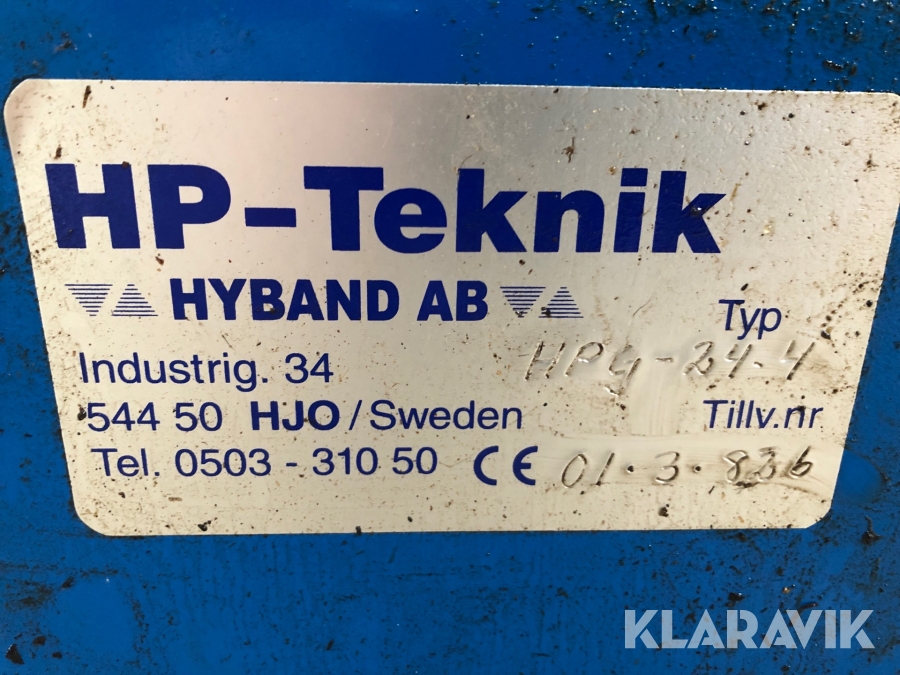 HP-Teknik
HYBAND AB
Typ
Industrig. 34
HPG-24-4
544 50 HJO / Sweden
Tillv.nr
Tel. 0503 - 310 50 CE 01.3.836
KLARAVIK